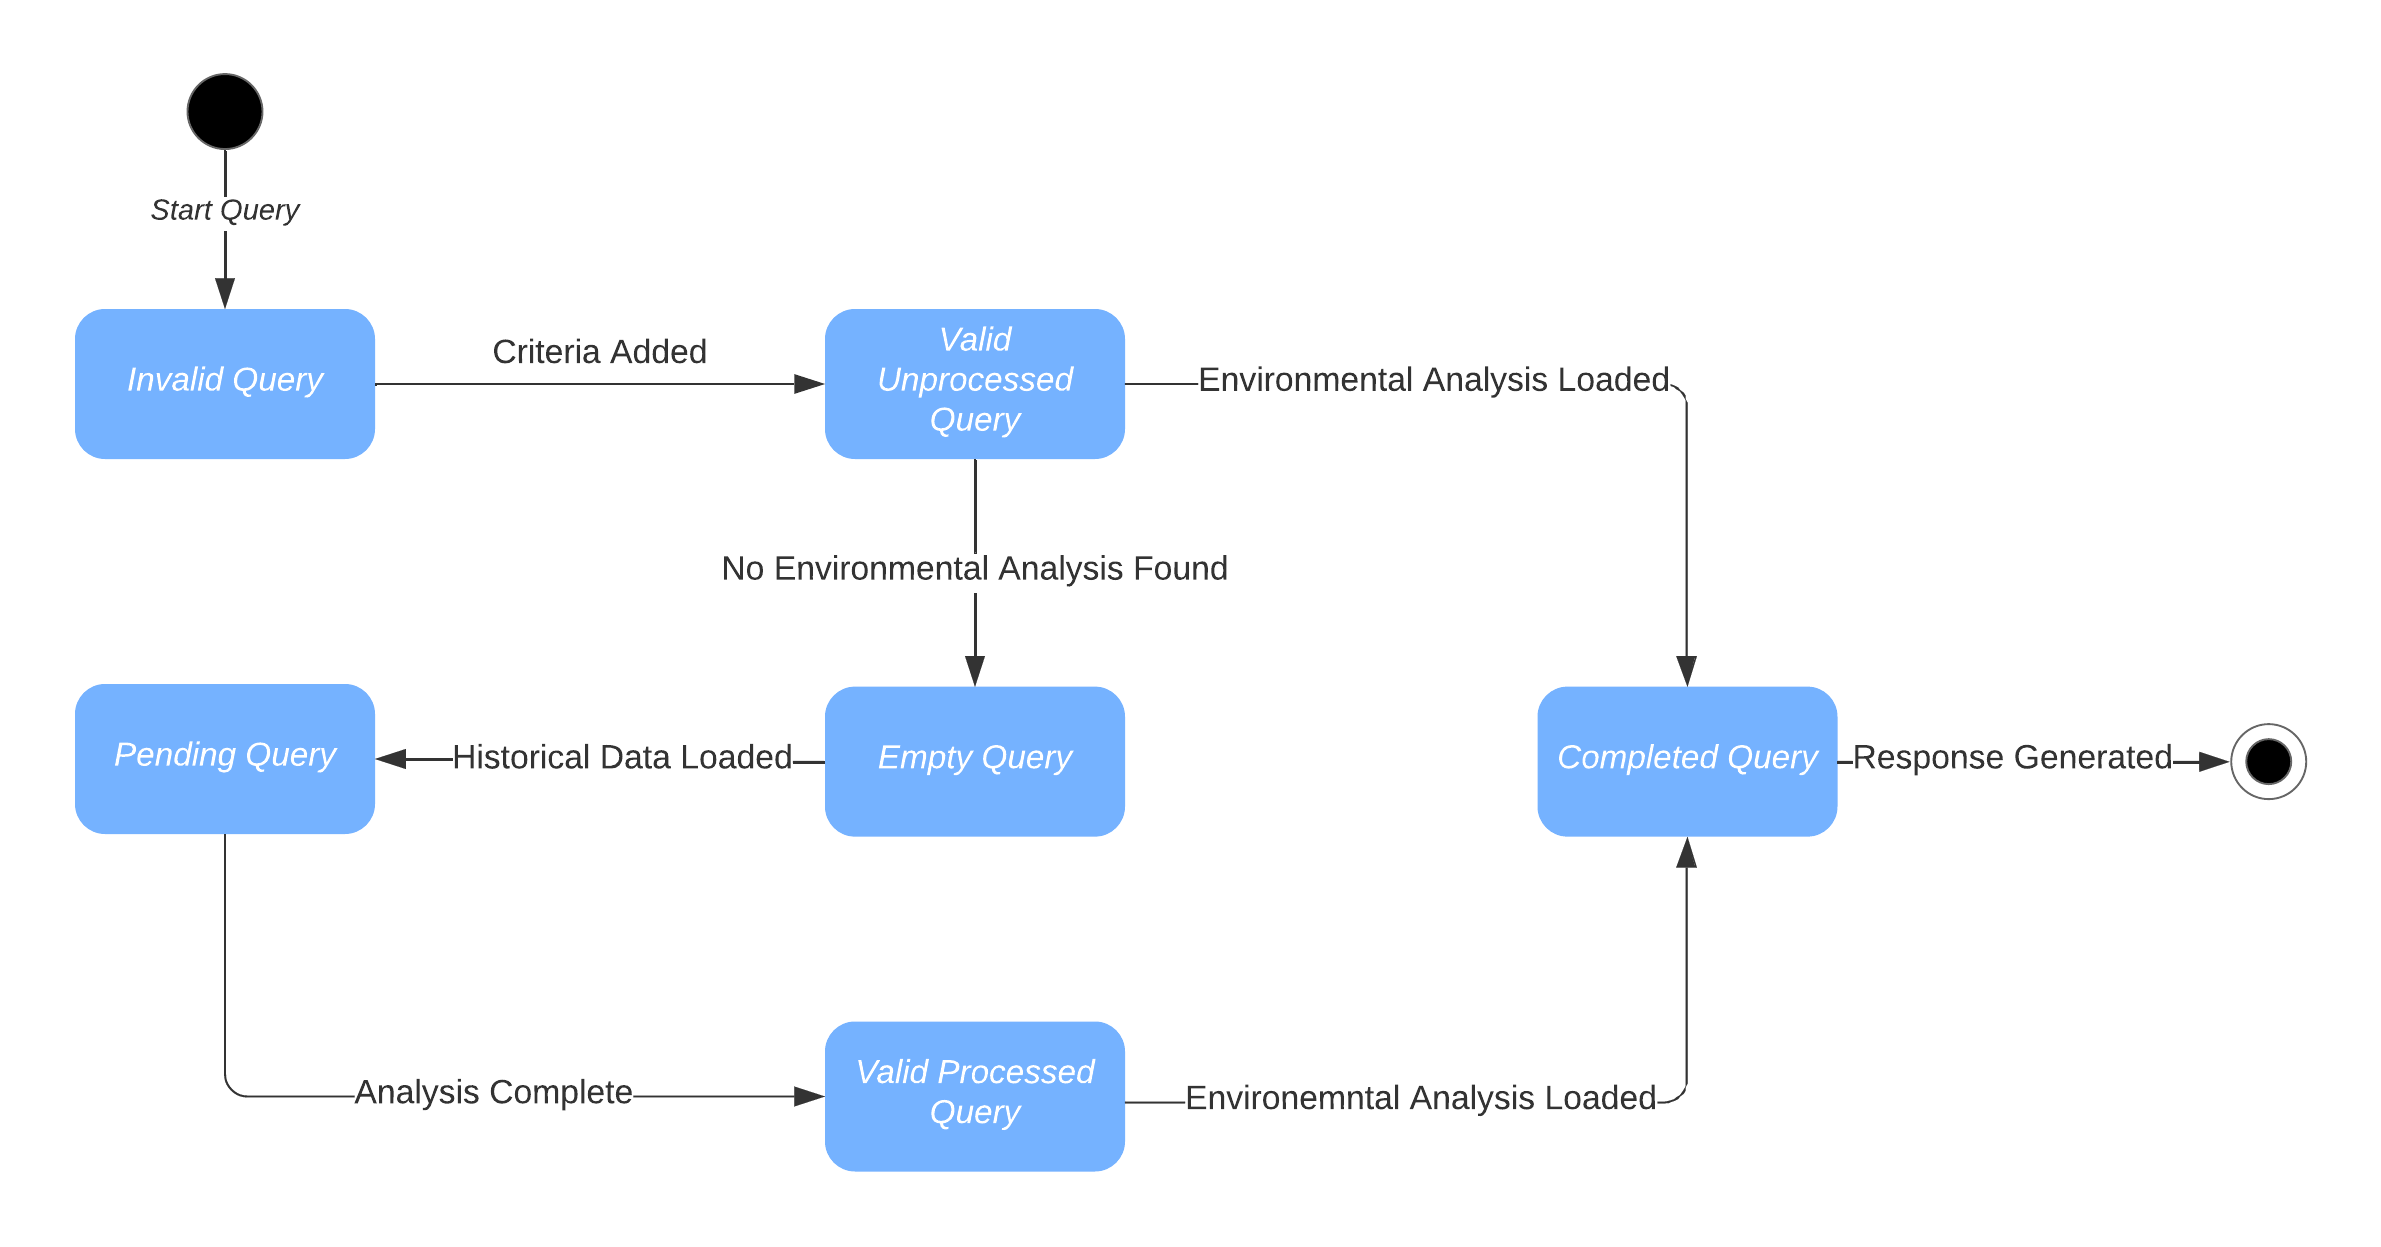 Start Query
Invalid Query
Criteria Added
Valid
Unprocessed
Query
Environmental Analysis Loaded
No Environmental Analysis Found
Pending Query
Historical Data Loaded
Empty Query
Completed Query
Response Generated
Analysis Complete
Valid Processed
Query
Environemntal Analysis Loaded